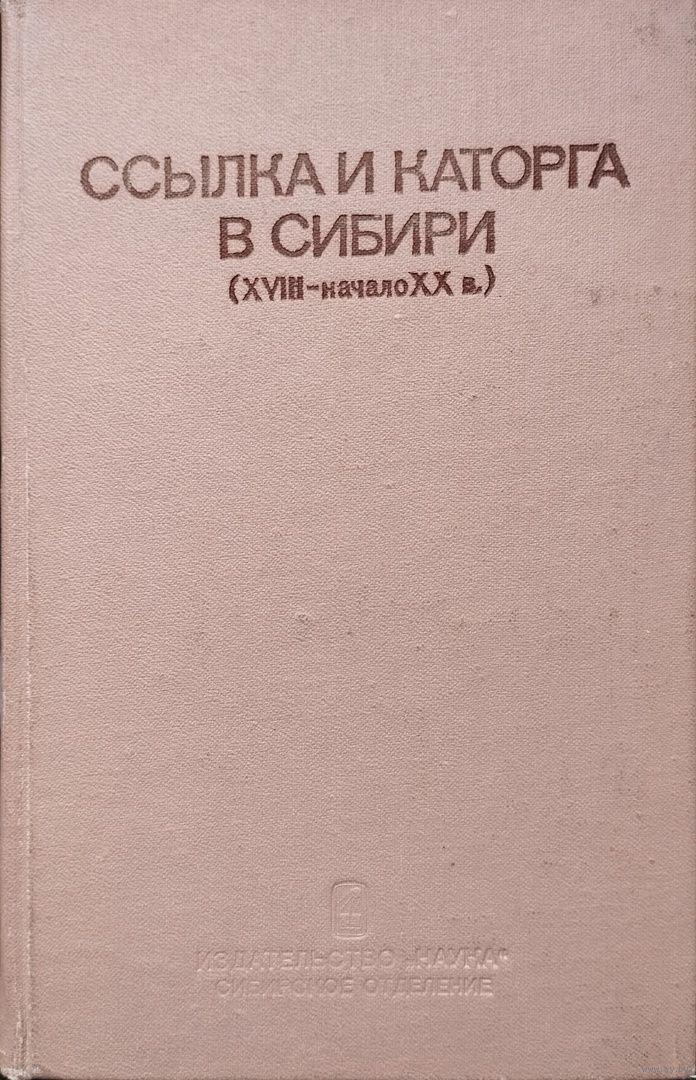 ССЫЛКА И КАТОРГА
В СИБИРИ
(XVIII-начало XX в.)
ИЗДАТЕЛЬСТВО „НАУКА“
СИБИРСКОЕ ОТДЕЛЕНИЕ